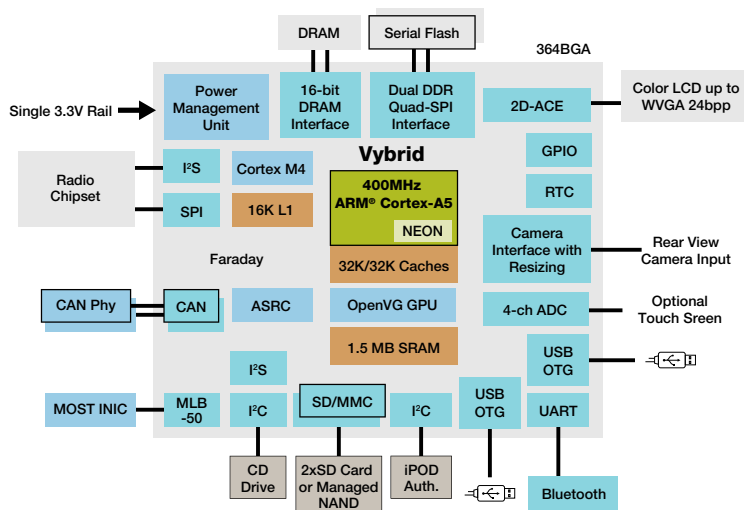 DRAM
Serial Flash
364BGA
Single 3.3V Rail
Power
Management
Unit
16-bit
DRAM
Interface
Dual DDR
Quad-SPI
Interface
2D-ACE
Color LCD up to
WVGA 24bpp
Vybrid
GPIO
Radio
Chipset
I²S
Cortex M4
400MHz
ARM® Cortex-A5
NEON
RTC
SPI
16K L1
Camera
Interface with
Resizing
Rear View
Camera Input
Faraday
32K/32K Caches
CAN Phy
CAN
ASRC
OpenVG GPU
4-ch ADC
Optional
Touch Sreen
1.5 MB SRAM
USB
OTG
I²S
MOST INIC
MLB
-50
I²C
SD/MMC
I²C
USB
OTG
UART
CD
Drive
2xSD Card
or Managed
NAND
iPOD
Auth.
Bluetooth